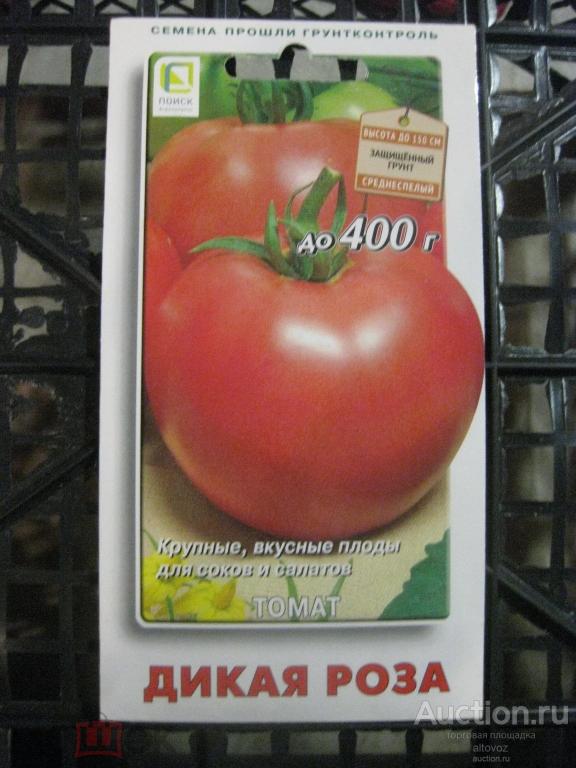 СЕМЕНА ПРОШЛИ ГРУНТКОНТРОЛЬ
ПОИСК
ВЫСОТА ДО 150 СМ
ЗАЩИЩЁННЫЙ
ГРУНТ
СРЕДНЕСПЕЛЫЙ
до 400 г
Крупные, вкусные плоды
для соков и салатов
ТОМАТ
ДИКАЯ РОЗА
Auction.ru
торговая площадка
altovoz
auction.ru